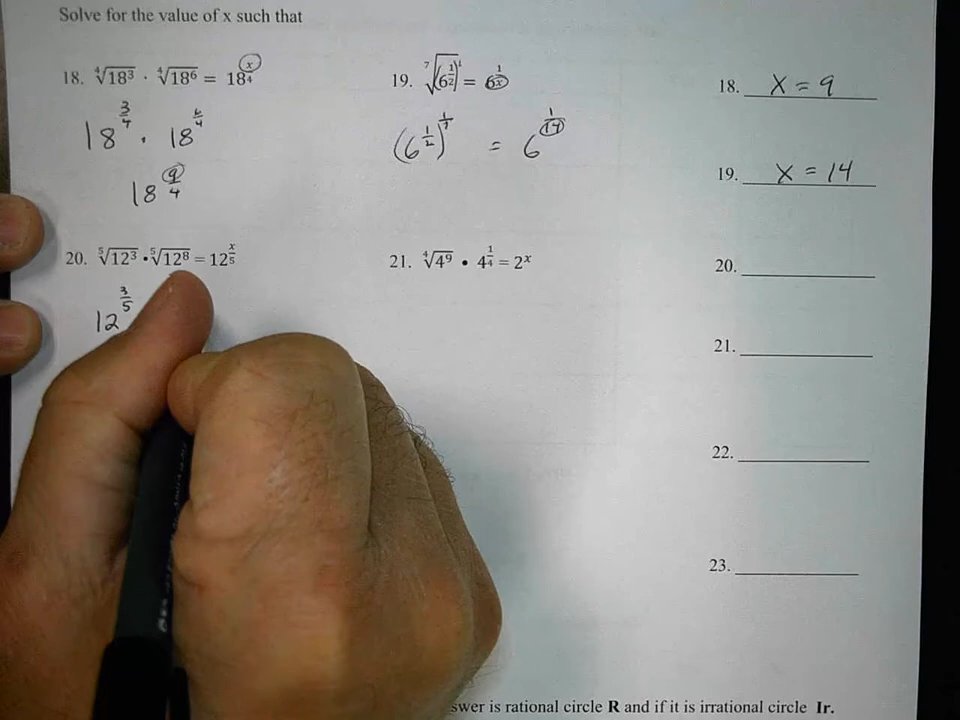 Solve for the value of x such that
18. ∜18³ · ∜18⁶ = 18^(x/4)
19. ⁷√(6^(1/2))¹ = 6^(1/x)
18. x = 9
18^(3/4) · 18^(6/4)
(6^(1/2))^(1/7) = 6^(1/14)
18^(9/4)
19. x = 14
20. ⁵√12³ • ⁵√12⁸ = 12^(x/5)
21. ∜4⁹ • 4^(1/4) = 2^x
20.
12^(3/5)
21.
22.
23.
swer is rational circle R and if it is irrational circle Ir.